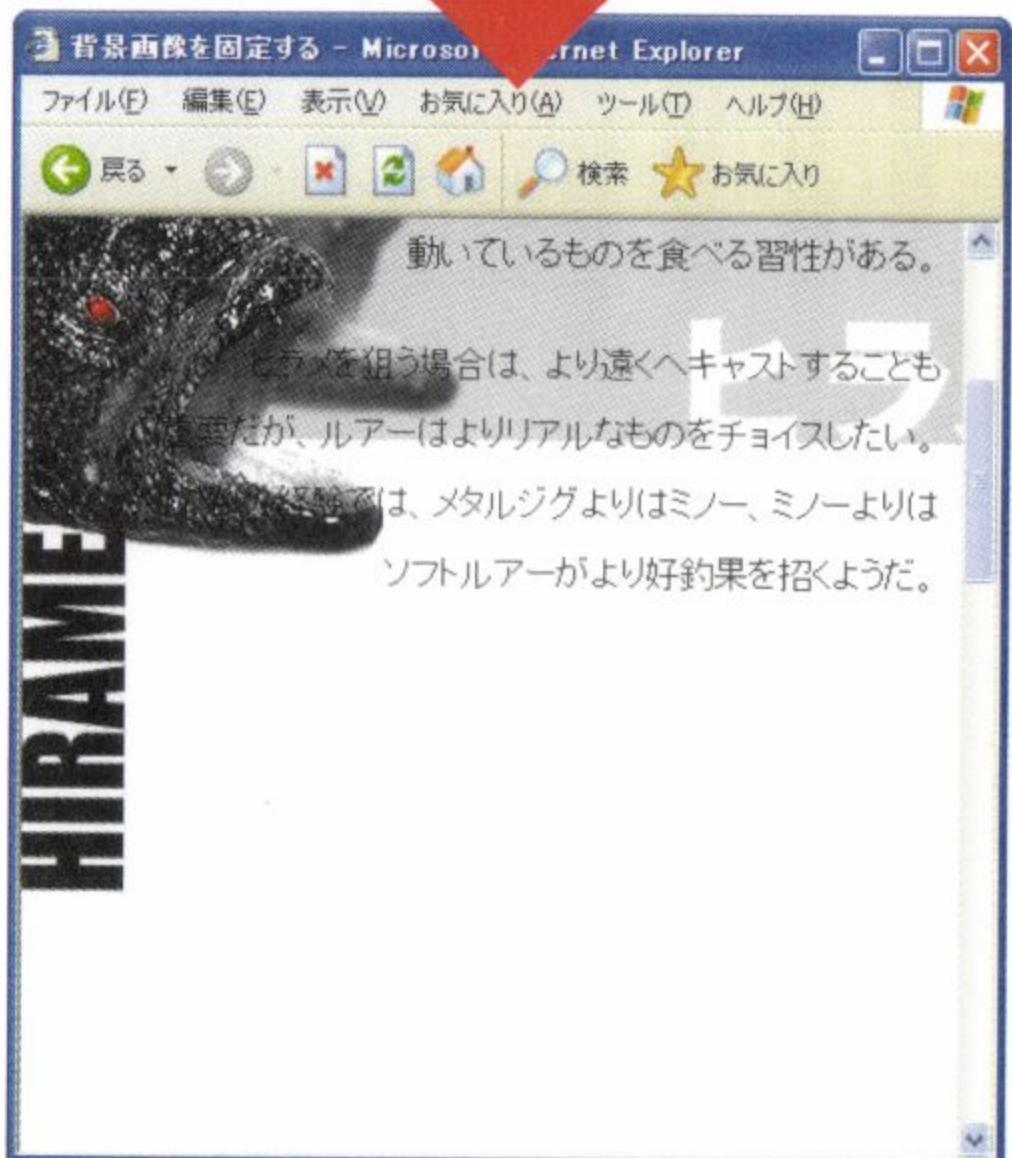 背景画像を固定する - Microso ernet Explorer
ファイル(F) 編集(E) 表示(V) お気に入り(A) ツール(T) ヘルプ(H)
戻る 検索 お気に入り
動いているものを食べる習性がある。
ヒラ
ヒラメを狙う場合は、より遠くへキャストすることも
重要だが、ルアーはよりリアルなものをチョイスしたい。
経験では、メタルジグよりはミノー、ミノーよりは
ソフトルアーがより好釣果を招くようだ。
HIRAME